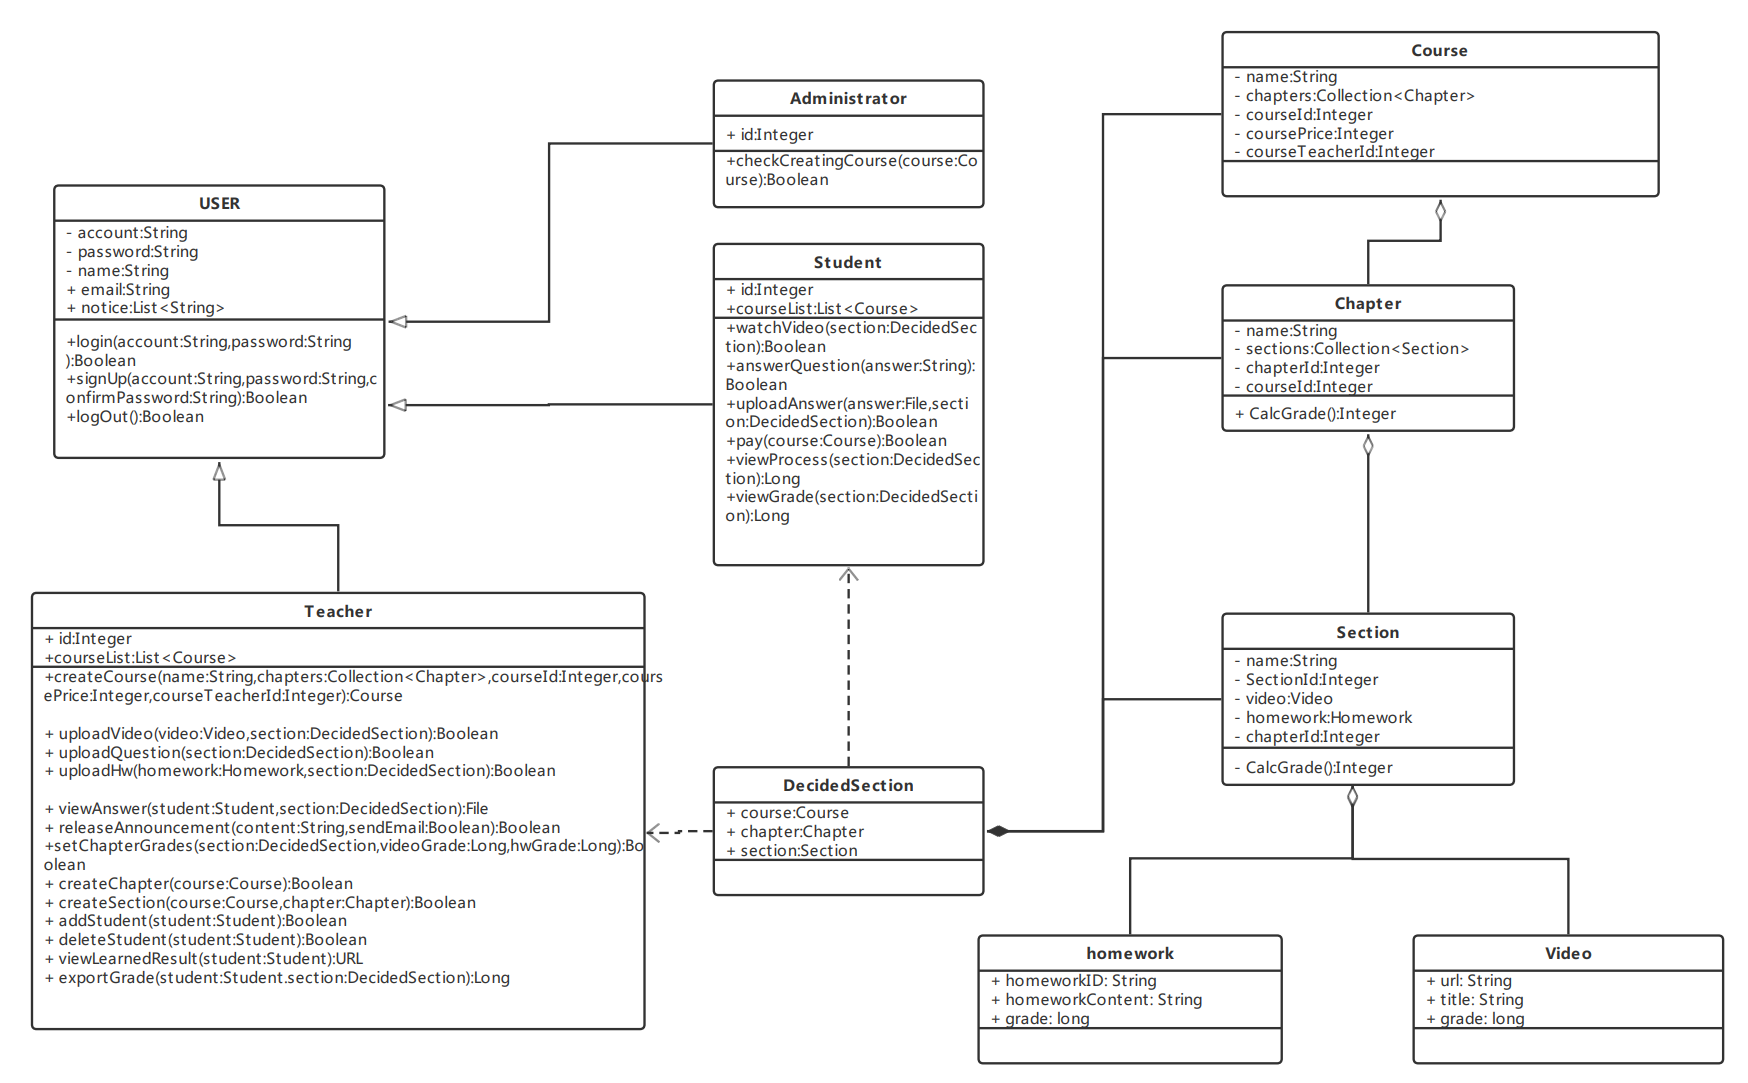 USER
- account:String
- password:String
- name:String
+ email:String
+ notice:List<String>
+login(account:String,password:String
):Boolean
+signUp(account:String,password:String,c
onfirmPassword:String):Boolean
+logOut():Boolean
Administrator
+ id:Integer
+checkCreatingCourse(course:Co
urse):Boolean
Student
+ id:Integer
+courseList:List<Course>
+watchVideo(section:DecidedSec
tion):Boolean
+answerQuestion(answer:String):
Boolean
+uploadAnswer(answer:File,secti
on:DecidedSection):Boolean
+pay(course:Course):Boolean
+viewProcess(section:DecidedSec
tion):Long
+viewGrade(section:DecidedSecti
on):Long
Teacher
+ id:Integer
+courseList:List<Course>
+createCourse(name:String,chapters:Collection<Chapter>,courseId:Integer,cours
ePrice:Integer,courseTeacherId:Integer):Course
+ uploadVideo(video:Video,section:DecidedSection):Boolean
+ uploadQuestion(section:DecidedSection):Boolean
+ uploadHw(homework:Homework,section:DecidedSection):Boolean
+ viewAnswer(student:Student,section:DecidedSection):File
+ releaseAnnouncement(content:String,sendEmail:Boolean):Boolean
+setChapterGrades(section:DecidedSection,videoGrade:Long,hwGrade:Long):Bo
olean
+ createChapter(course:Course):Boolean
+ createSection(course:Course,chapter:Chapter):Boolean
+ addStudent(student:Student):Boolean
+ deleteStudent(student:Student):Boolean
+ viewLearnedResult(student:Student):URL
+ exportGrade(student:Student.section:DecidedSection):Long
DecidedSection
+ course:Course
+ chapter:Chapter
+ section:Section
Course
- name:String
- chapters:Collection<Chapter>
- courseId:Integer
- coursePrice:Integer
- courseTeacherId:Integer
Chapter
- name:String
- sections:Collection<Section>
- chapterId:Integer
- courseId:Integer
+ CalcGrade():Integer
Section
- name:String
- SectionId:Integer
- video:Video
- homework:Homework
- chapterId:Integer
- CalcGrade():Integer
homework
+ homeworkID: String
+ homeworkContent: String
+ grade: long
Video
+ url: String
+ title: String
+ grade: long